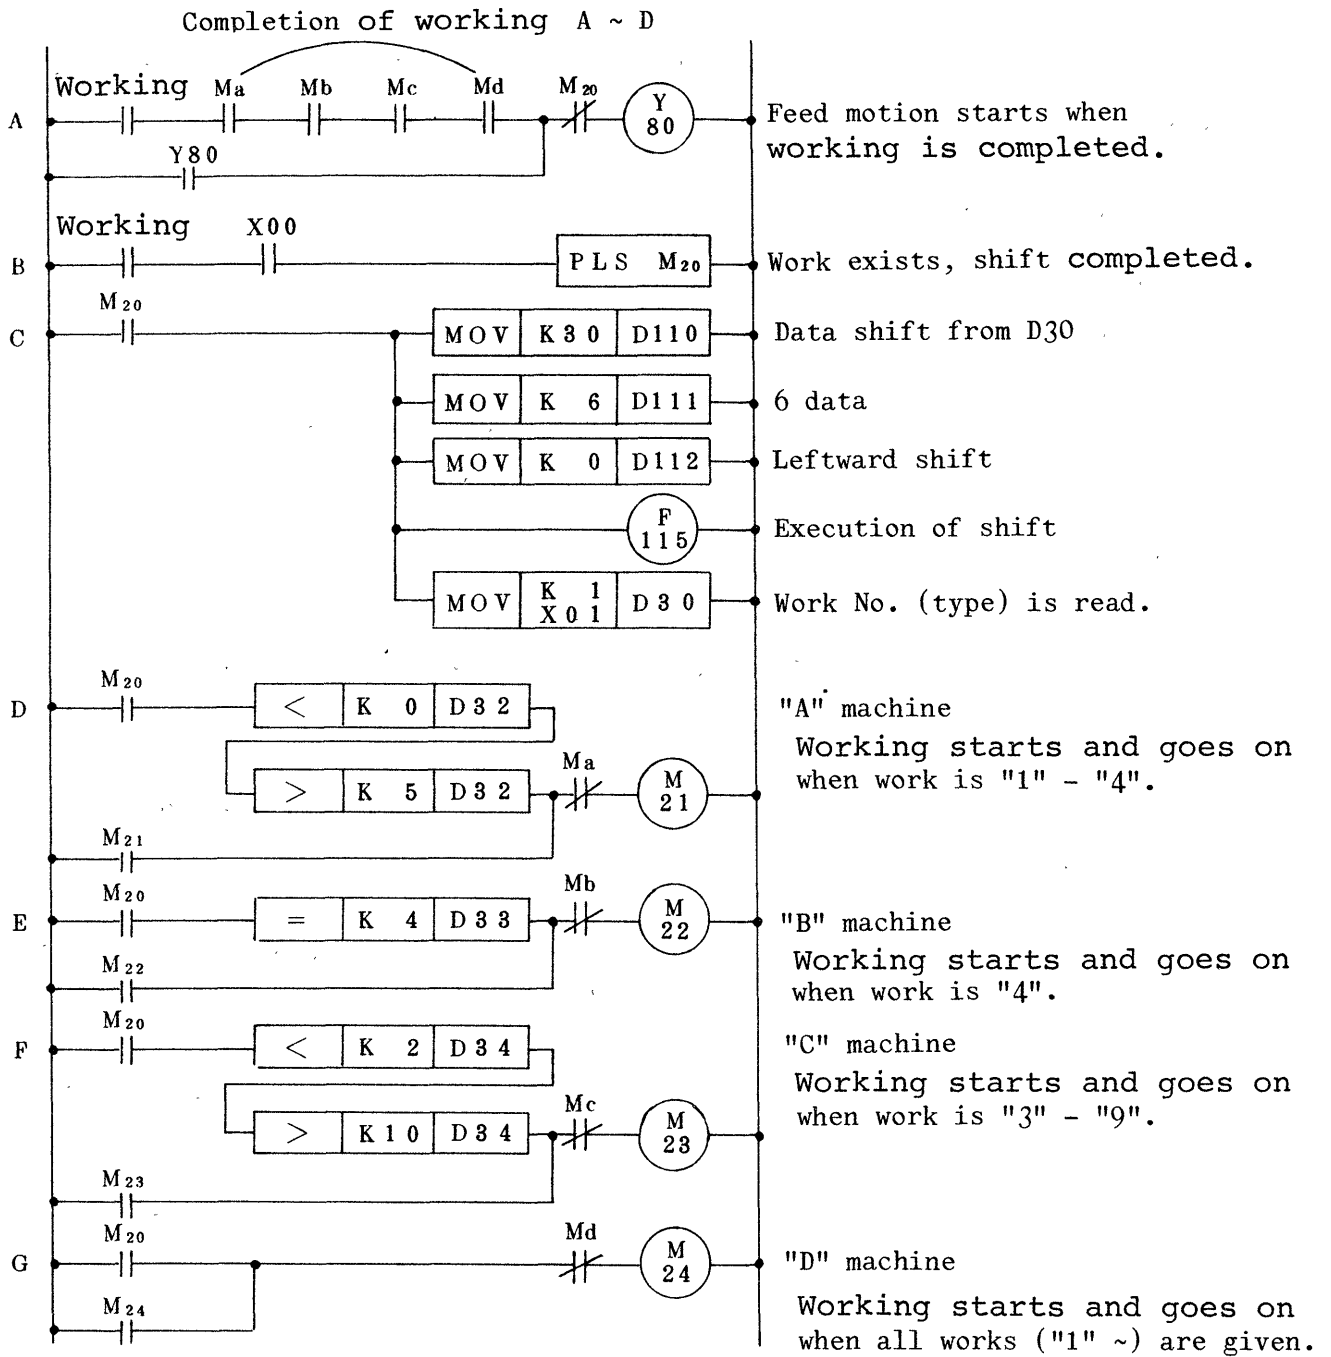 Completion of working A ~ D
Working Ma Mb Mc Md M20 Y 80
A
Feed motion starts when
working is completed.
Y80
Working X00
B PLS M20 Work exists, shift completed.
M20
C MOV K30 D110 Data shift from D30
MOV K 6 D111 6 data
MOV K 0 D112 Leftward shift
F 115 Execution of shift
MOV K 1 X01 D30 Work No. (type) is read.
M20
D < K 0 D32 "A" machine
Working starts and goes on
when work is "1" - "4".
> K 5 D32 Ma M 21
M21
M20
E = K 4 D33 Mb M 22 "B" machine
Working starts and goes on
when work is "4".
M22
M20
F < K 2 D34 "C" machine
Working starts and goes on
when work is "3" - "9".
> K10 D34 Mc M 23
M23
M20
G Md M 24 "D" machine
Working starts and goes on
when all works ("1" ~) are given.
M24